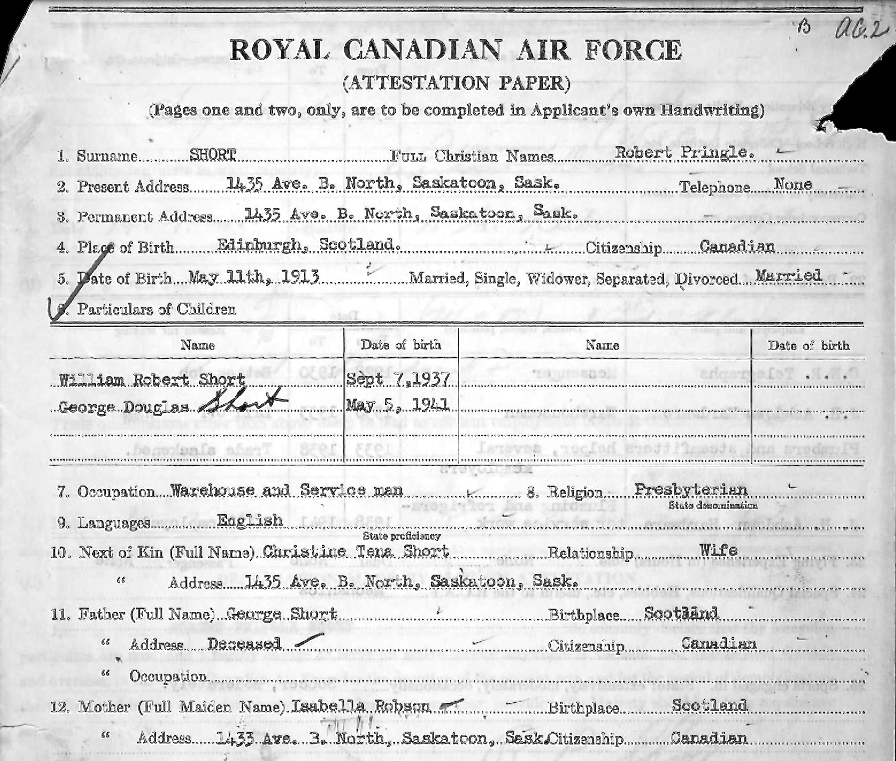 B AG.2
ROYAL CANADIAN AIR FORCE
(ATTESTATION PAPER)
(Pages one and two, only, are to be completed in Applicant's own Handwriting)
1. Surname SHORT FULL Christian Names Robert Pringle.
2. Present Address 1435 Ave. B. North, Saskatoon, Sask. Telephone None
3. Permanent Address 1435 Ave. B. North, Saskatoon, Sask.
4. Place of Birth Edinburgh, Scotland. Citizenship Canadian
5. Date of Birth May 11th, 1913 Married, Single, Widower, Separated, Divorced Married
6. Particulars of Children
Name Date of birth Name Date of birth
William Robert Short Sept 7,1937
George Douglas Short May 5, 1941
7. Occupation Warehouse and Service man 8. Religion Presbyterian
State denomination
9. Languages English
State proficiency
10. Next of Kin (Full Name) Christine Tena Short Relationship Wife
" Address 1435 Ave. B. North, Saskatoon, Sask.
11. Father (Full Name) George Short Birthplace Scotland
" Address Deceased Citizenship Canadian
" Occupation
12. Mother (Full Maiden Name) Isabella Robson Birthplace Scotland
" Address 1433 Ave. B. North, Saskatoon, Sask. Citizenship Canadian